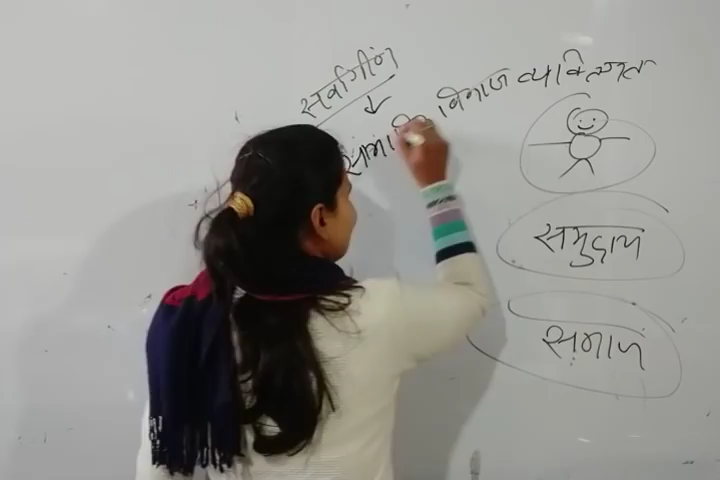 सर्वांगीण
सामाजि विभाज व्यक्तिगत
समुदाय
समाज